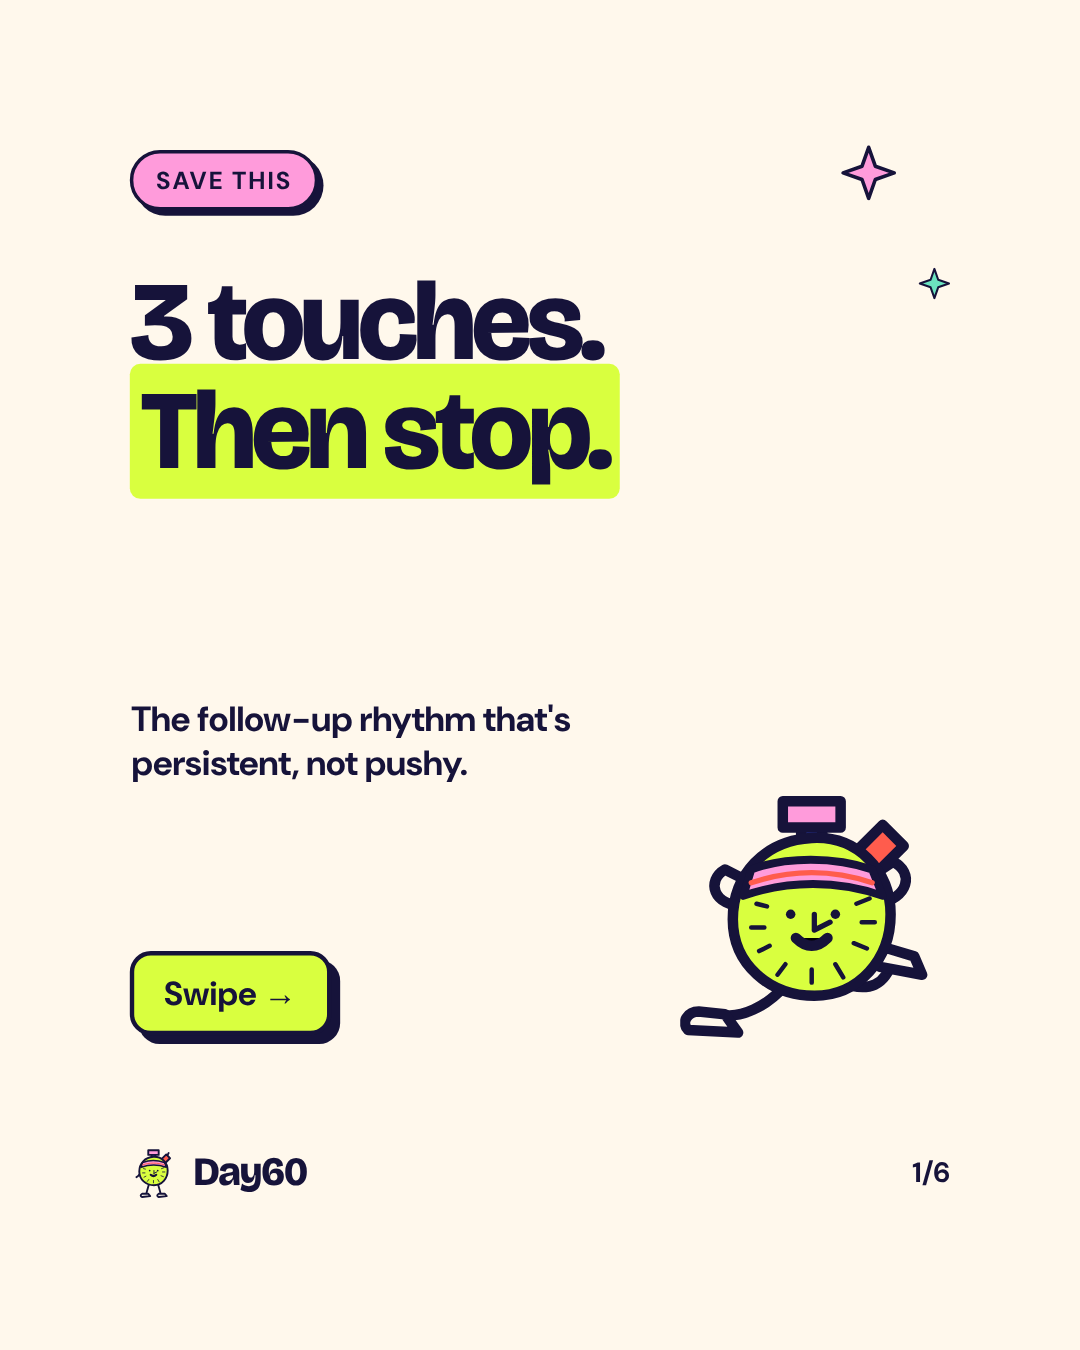 SAVE THIS
3 touches.
Then stop.
The follow-up rhythm that's
persistent, not pushy.
Swipe →
Day60
1/6